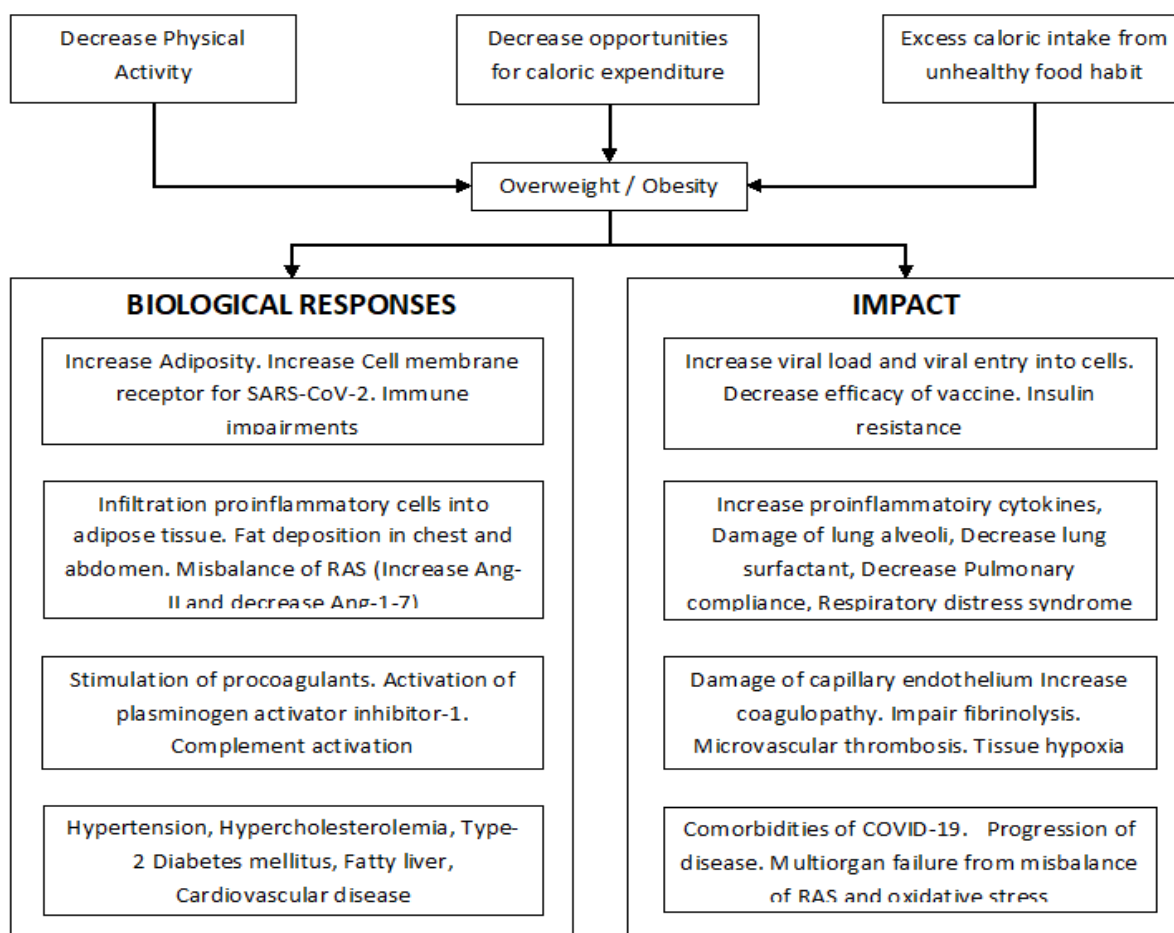 Decrease Physical
Activity
Decrease opportunities
for caloric expenditure
Excess caloric intake from
unhealthy food habit
Overweight / Obesity
BIOLOGICAL RESPONSES
Increase Adiposity. Increase Cell membrane
receptor for SARS-CoV-2. Immune
impairments
Infiltration proinflammatory cells into
adipose tissue. Fat deposition in chest and
abdomen. Misbalance of RAS (Increase Ang-
II and decrease Ang-1-7)
Stimulation of procoagulants. Activation of
plasminogen activator inhibitor-1.
Complement activation
Hypertension, Hypercholesterolemia, Type-
2 Diabetes mellitus, Fatty liver,
Cardiovascular disease
IMPACT
Increase viral load and viral entry into cells.
Decrease efficacy of vaccine. Insulin
resistance
Increase proinflammatoiry cytokines,
Damage of lung alveoli, Decrease lung
surfactant, Decrease Pulmonary
compliance, Respiratory distress syndrome
Damage of capillary endothelium Increase
coagulopathy. Impair fibrinolysis.
Microvascular thrombosis. Tissue hypoxia
Comorbidities of COVID-19. Progression of
disease. Multiorgan failure from misbalance
of RAS and oxidative stress